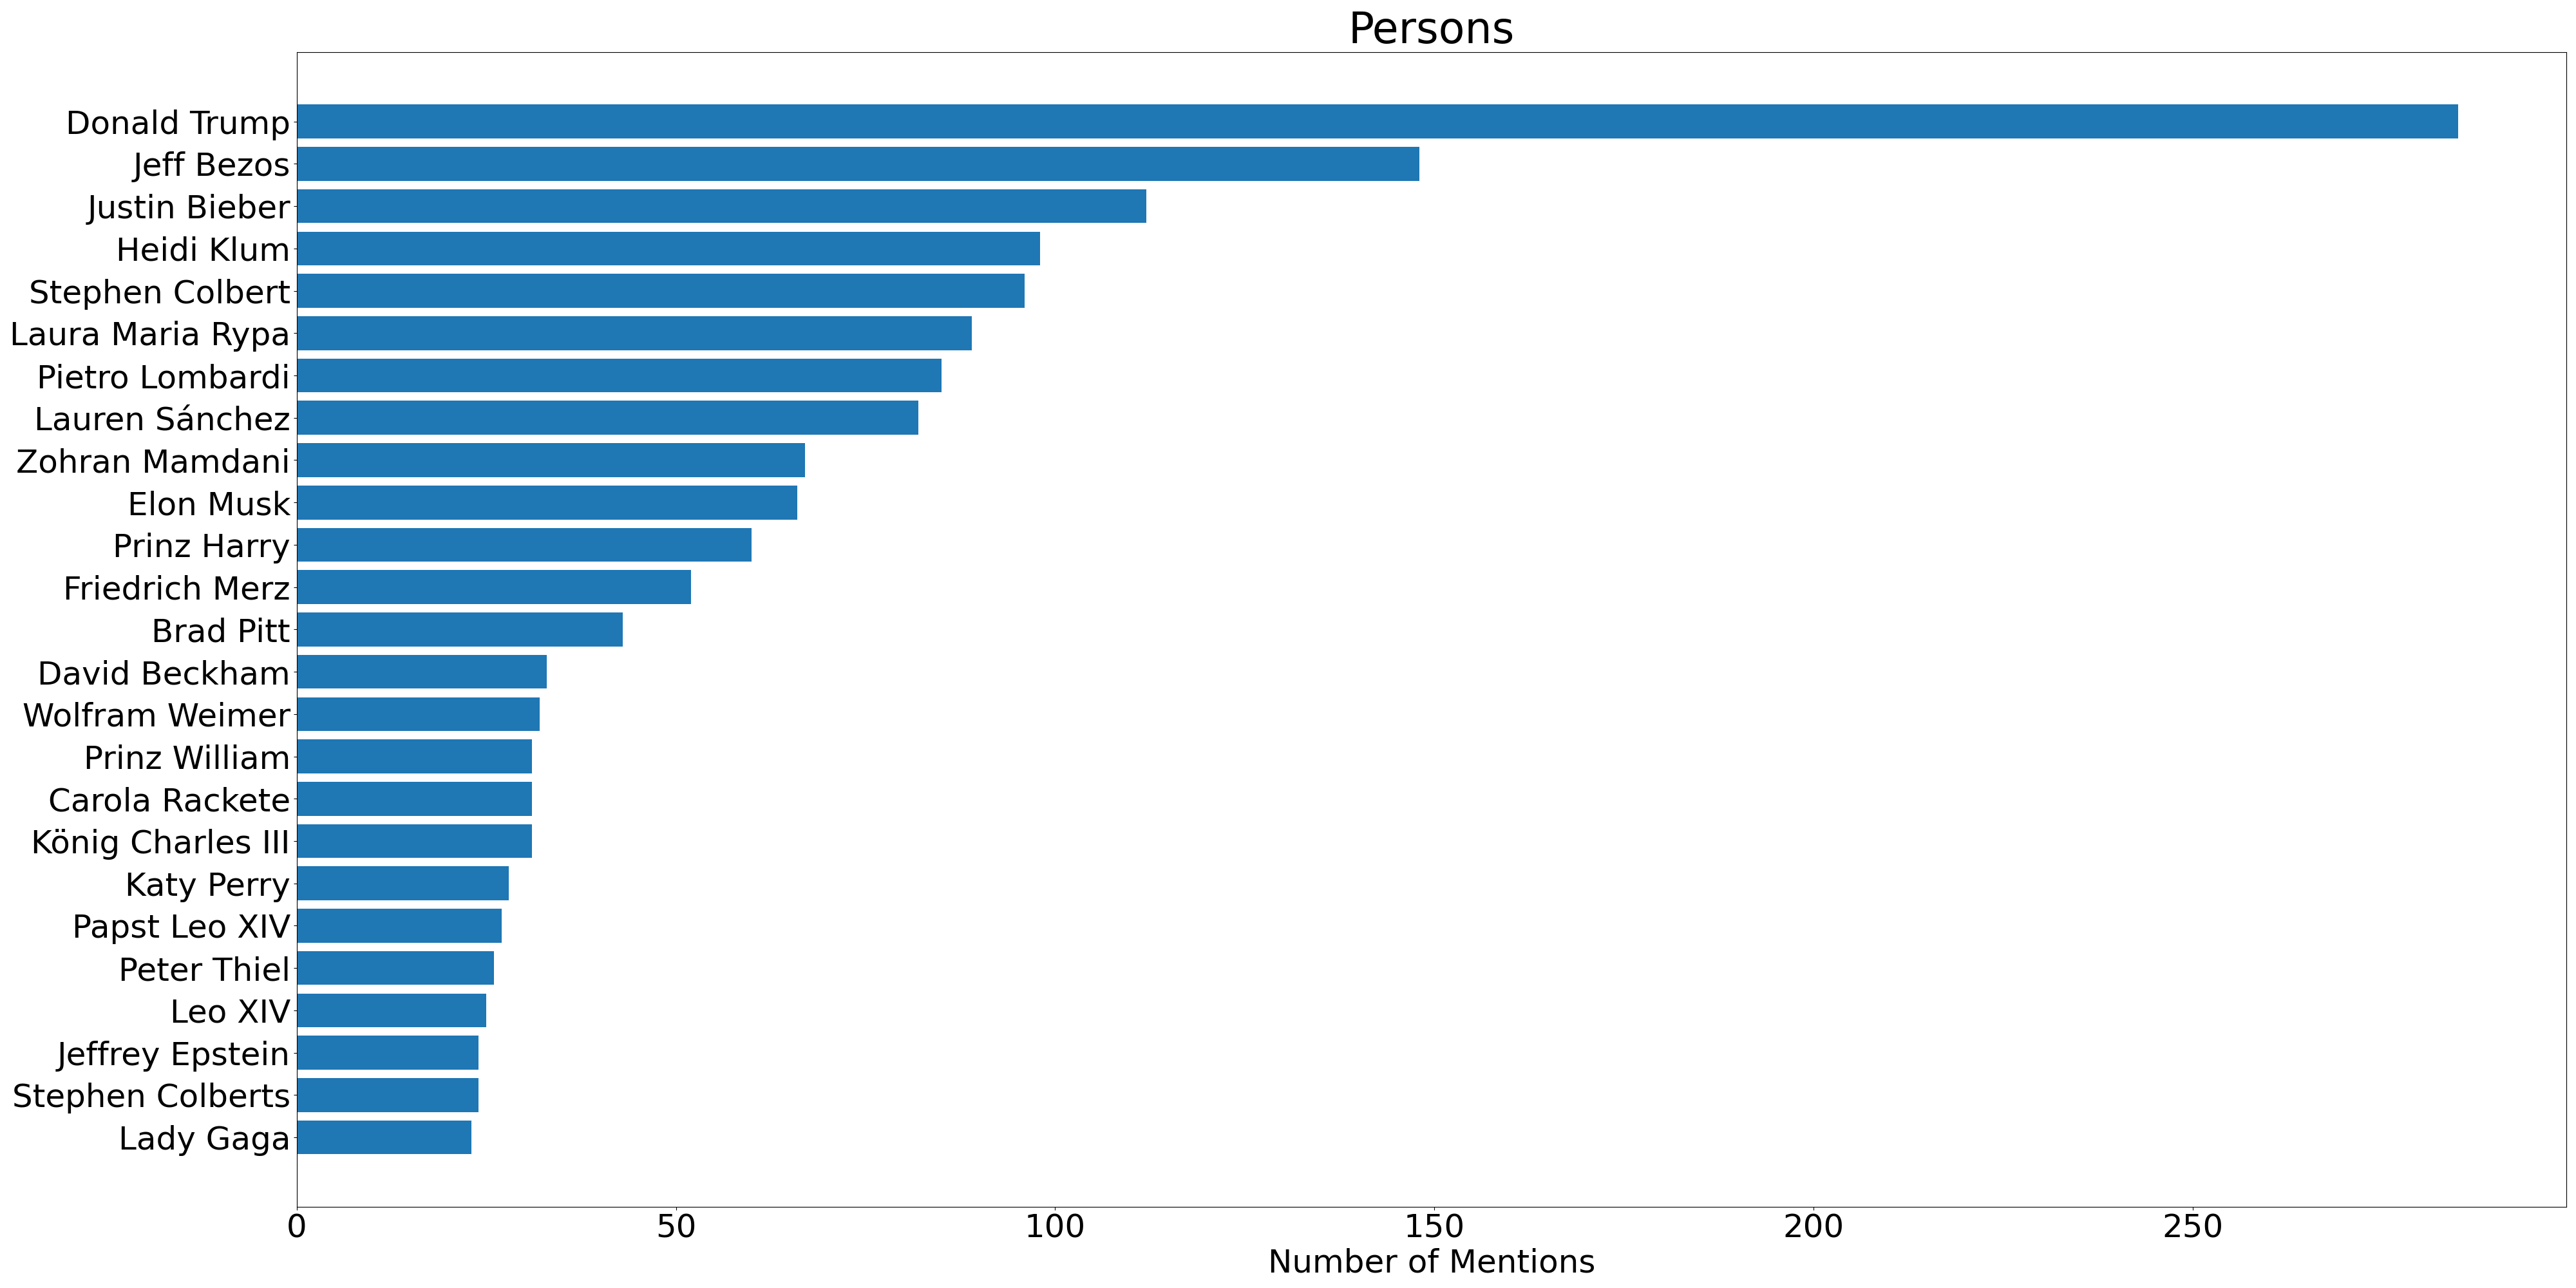 Persons
Donald Trump
Jeff Bezos
Justin Bieber
Heidi Klum
Stephen Colbert
Laura Maria Rypa
Pietro Lombardi
Lauren Sánchez
Zohran Mamdani
Elon Musk
Prinz Harry
Friedrich Merz
Brad Pitt
David Beckham
Wolfram Weimer
Prinz William
Carola Rackete
König Charles III
Katy Perry
Papst Leo XIV
Peter Thiel
Leo XIV
Jeffrey Epstein
Stephen Colberts
Lady Gaga
0 50 100 150 200 250
Number of Mentions